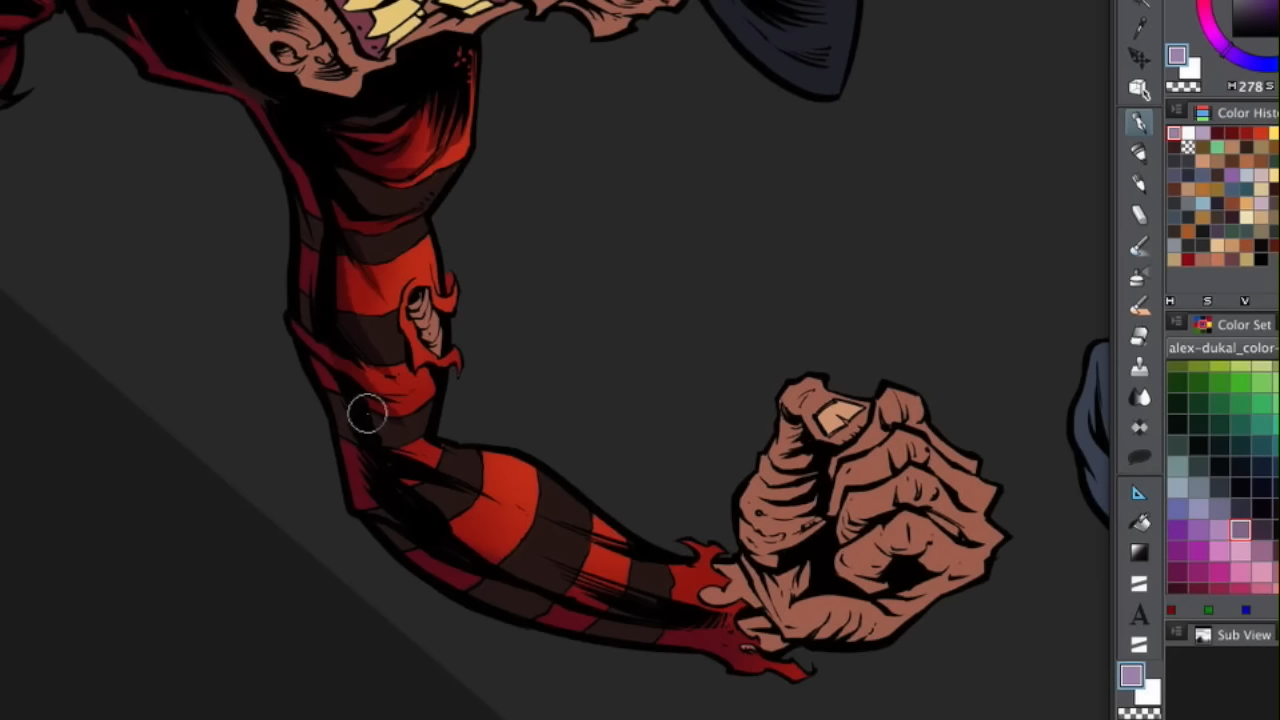 H 278 S
Color Hist
H S V
Color Set
alex-dukal_color-
A
Sub View